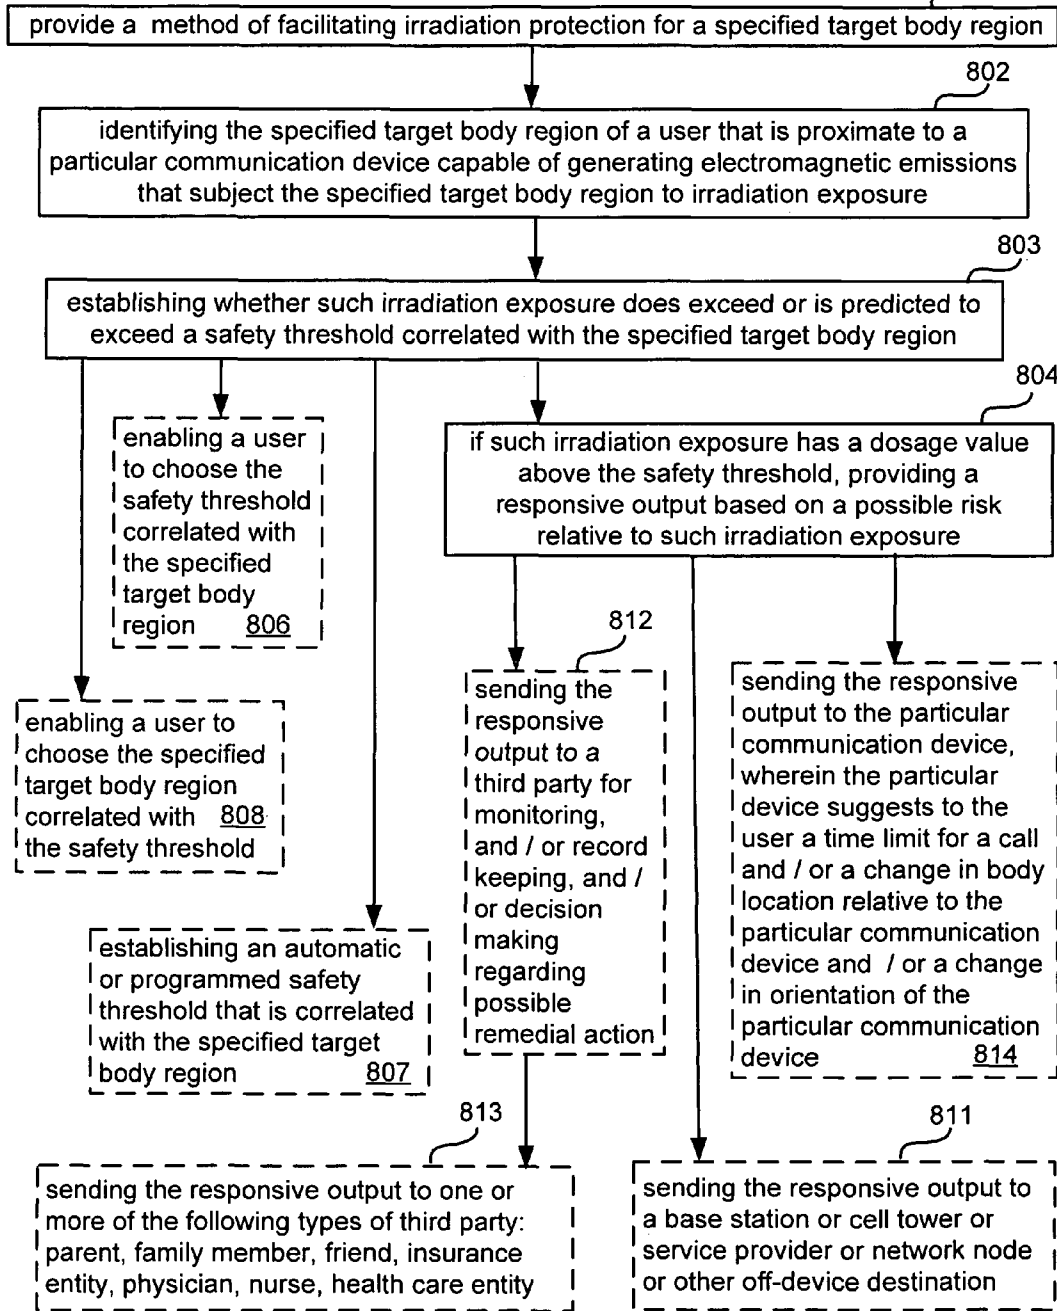 provide a method of facilitating irradiation protection for a specified target body region
802
identifying the specified target body region of a user that is proximate to a
particular communication device capable of generating electromagnetic emissions
that subject the specified target body region to irradiation exposure
803
establishing whether such irradiation exposure does exceed or is predicted to
exceed a safety threshold correlated with the specified target body region
804
if such irradiation exposure has a dosage value
above the safety threshold, providing a
responsive output based on a possible risk
relative to such irradiation exposure
enabling a user
to choose the
safety threshold
correlated with
the specified
target body
region 806
enabling a user to
choose the specified
target body region
correlated with 808
the safety threshold
establishing an automatic
or programmed safety
threshold that is correlated
with the specified target
body region 807
812
sending the
responsive
output to a
third party for
monitoring,
and / or record
keeping, and /
or decision
making
regarding
possible
remedial action
sending the responsive
output to the particular
communication device,
wherein the particular
device suggests to the
user a time limit for a call
and / or a change in body
location relative to the
particular communication
device and / or a change
in orientation of the
particular communication
device 814
813
sending the responsive output to one or
more of the following types of third party:
parent, family member, friend, insurance
entity, physician, nurse, health care entity
811
sending the responsive output to
a base station or cell tower or
service provider or network node
or other off-device destination